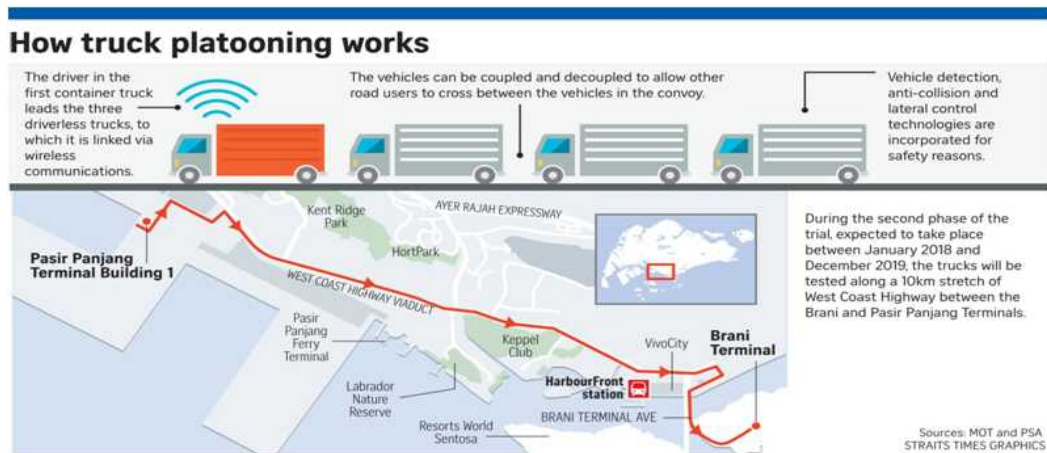 How truck platooning works
The driver in the
first container truck
leads the three
driverless trucks, to
which it is linked via
wireless
communications.
The vehicles can be coupled and decoupled to allow other
road users to cross between the vehicles in the convoy.
Vehicle detection,
anti-collision and
lateral control
technologies are
incorporated for
safety reasons.
Pasir Panjang
Terminal Building 1
Kent Ridge
Park
HortPark
AYER RAJAH EXPRESSWAY
WEST COAST HIGHWAY VIADUCT
Pasir
Panjang
Ferry
Terminal
Labrador
Nature
Reserve
Keppel
Club
Resorts World
Sentosa
HarbourFront
station
VivoCity
BRANI TERMINAL AVE
Brani
Terminal
During the second phase of the
trial, expected to take place
between January 2018 and
December 2019, the trucks will be
tested along a 10km stretch of
West Coast Highway between the
Brani and Pasir Panjang Terminals.
Sources: MOT and PSA
STRAITS TIMES GRAPHICS